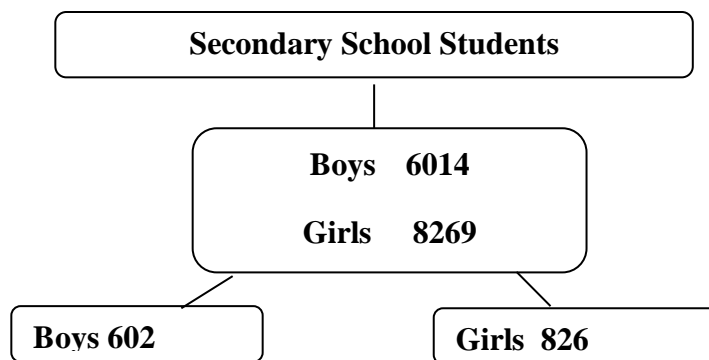 Secondary School Students
Boys 6014
Girls 8269
Boys 602
Girls 826